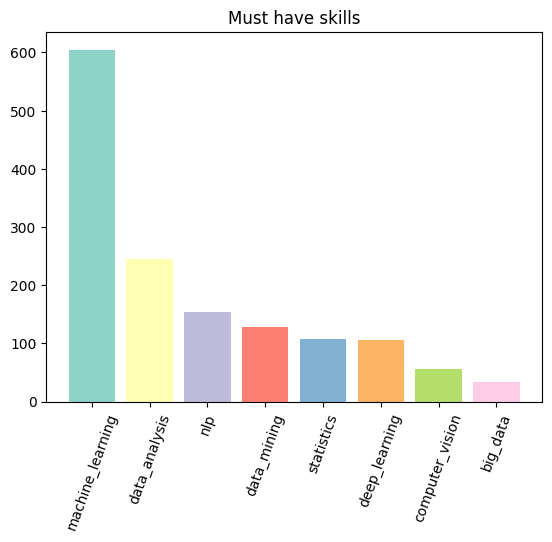 Must have skills
600
500
400
300
200
100
0
machine_learning
data_analysis
nlp
data_mining
statistics
deep_learning
computer_vision
big_data